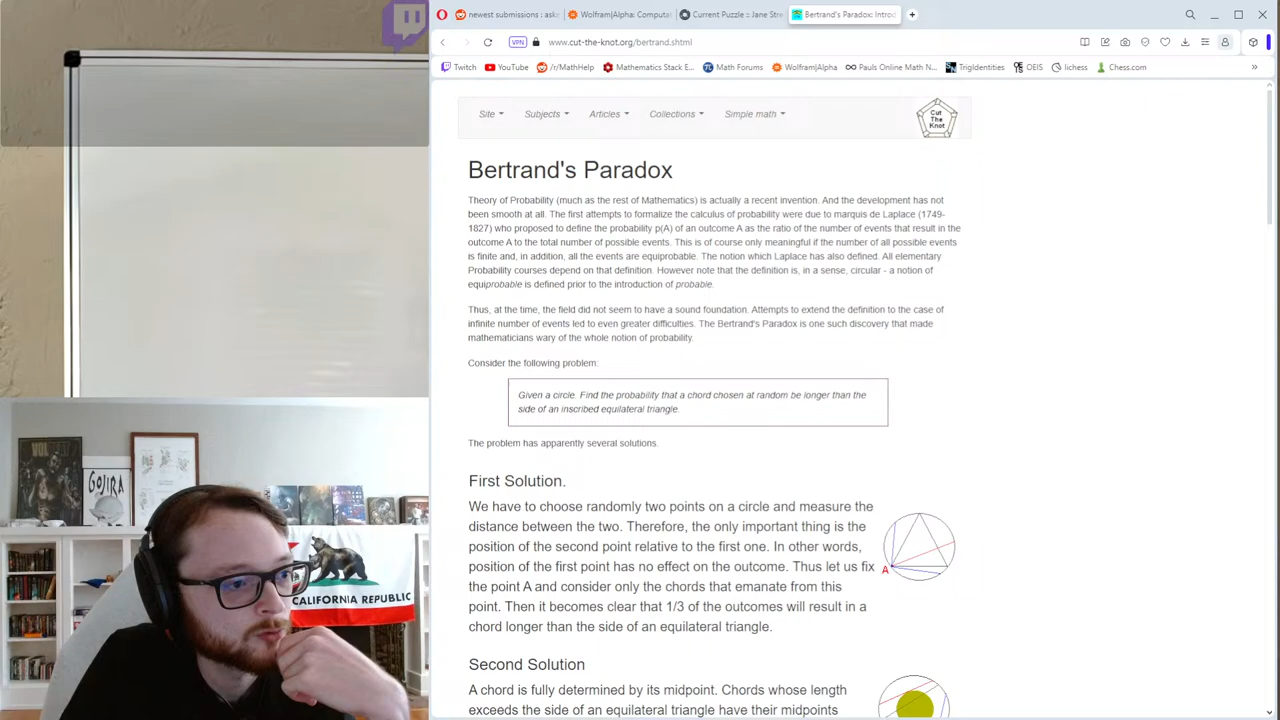 newest submissions : ask
Wolfram|Alpha: Computat
Current Puzzle = Jane Stre
Bertrand's Paradox: Introd
VPN
www.cut-the-knot.org/bertrand.shtml
Twitch
YouTube
/r/MathHelp
Mathematics Stack E...
Math Forums
Wolfram|Alpha
Pauls Online Math N...
TrigIdentities
OEIS
lichess
Chess.com
»
Site
Subjects
Articles
Collections
Simple math
Cut
The
Knot
Bertrand's Paradox
Theory of Probability (much as the rest of Mathematics) is actually a recent invention. And the development has not
been smooth at all. The first attempts to formalize the calculus of probability were due to marquis de Laplace (1749-
1827) who proposed to define the probability p(A) of an outcome A as the ratio of the number of events that result in the
outcome A to the total number of possible events. This is of course only meaningful if the number of all possible events
is finite and, in addition, all the events are equiprobable. The notion which Laplace has also defined. All elementary
Probability courses depend on that definition. However note that the definition is, in a sense, circular - a notion of
equiprobable is defined prior to the introduction of probable.
Thus, at the time, the field did not seem to have a sound foundation. Attempts to extend the definition to the case of
infinite number of events led to even greater difficulties. The Bertrand's Paradox is one such discovery that made
mathematicians wary of the whole notion of probability.
Consider the following problem:
Given a circle. Find the probability that a chord chosen at random be longer than the
side of an inscribed equilateral triangle.
The problem has apparently several solutions.
First Solution.
We have to choose randomly two points on a circle and measure the
distance between the two. Therefore, the only important thing is the
position of the second point relative to the first one. In other words,
position of the first point has no effect on the outcome. Thus let us fix
the point A and consider only the chords that emanate from this
point. Then it becomes clear that 1/3 of the outcomes will result in a
chord longer than the side of an equilateral triangle.
A
Second Solution
A chord is fully determined by its midpoint. Chords whose length
exceeds the side of an equilateral triangle have their midpoints
GOJIRA
CALIFORNIA REPUBLIC